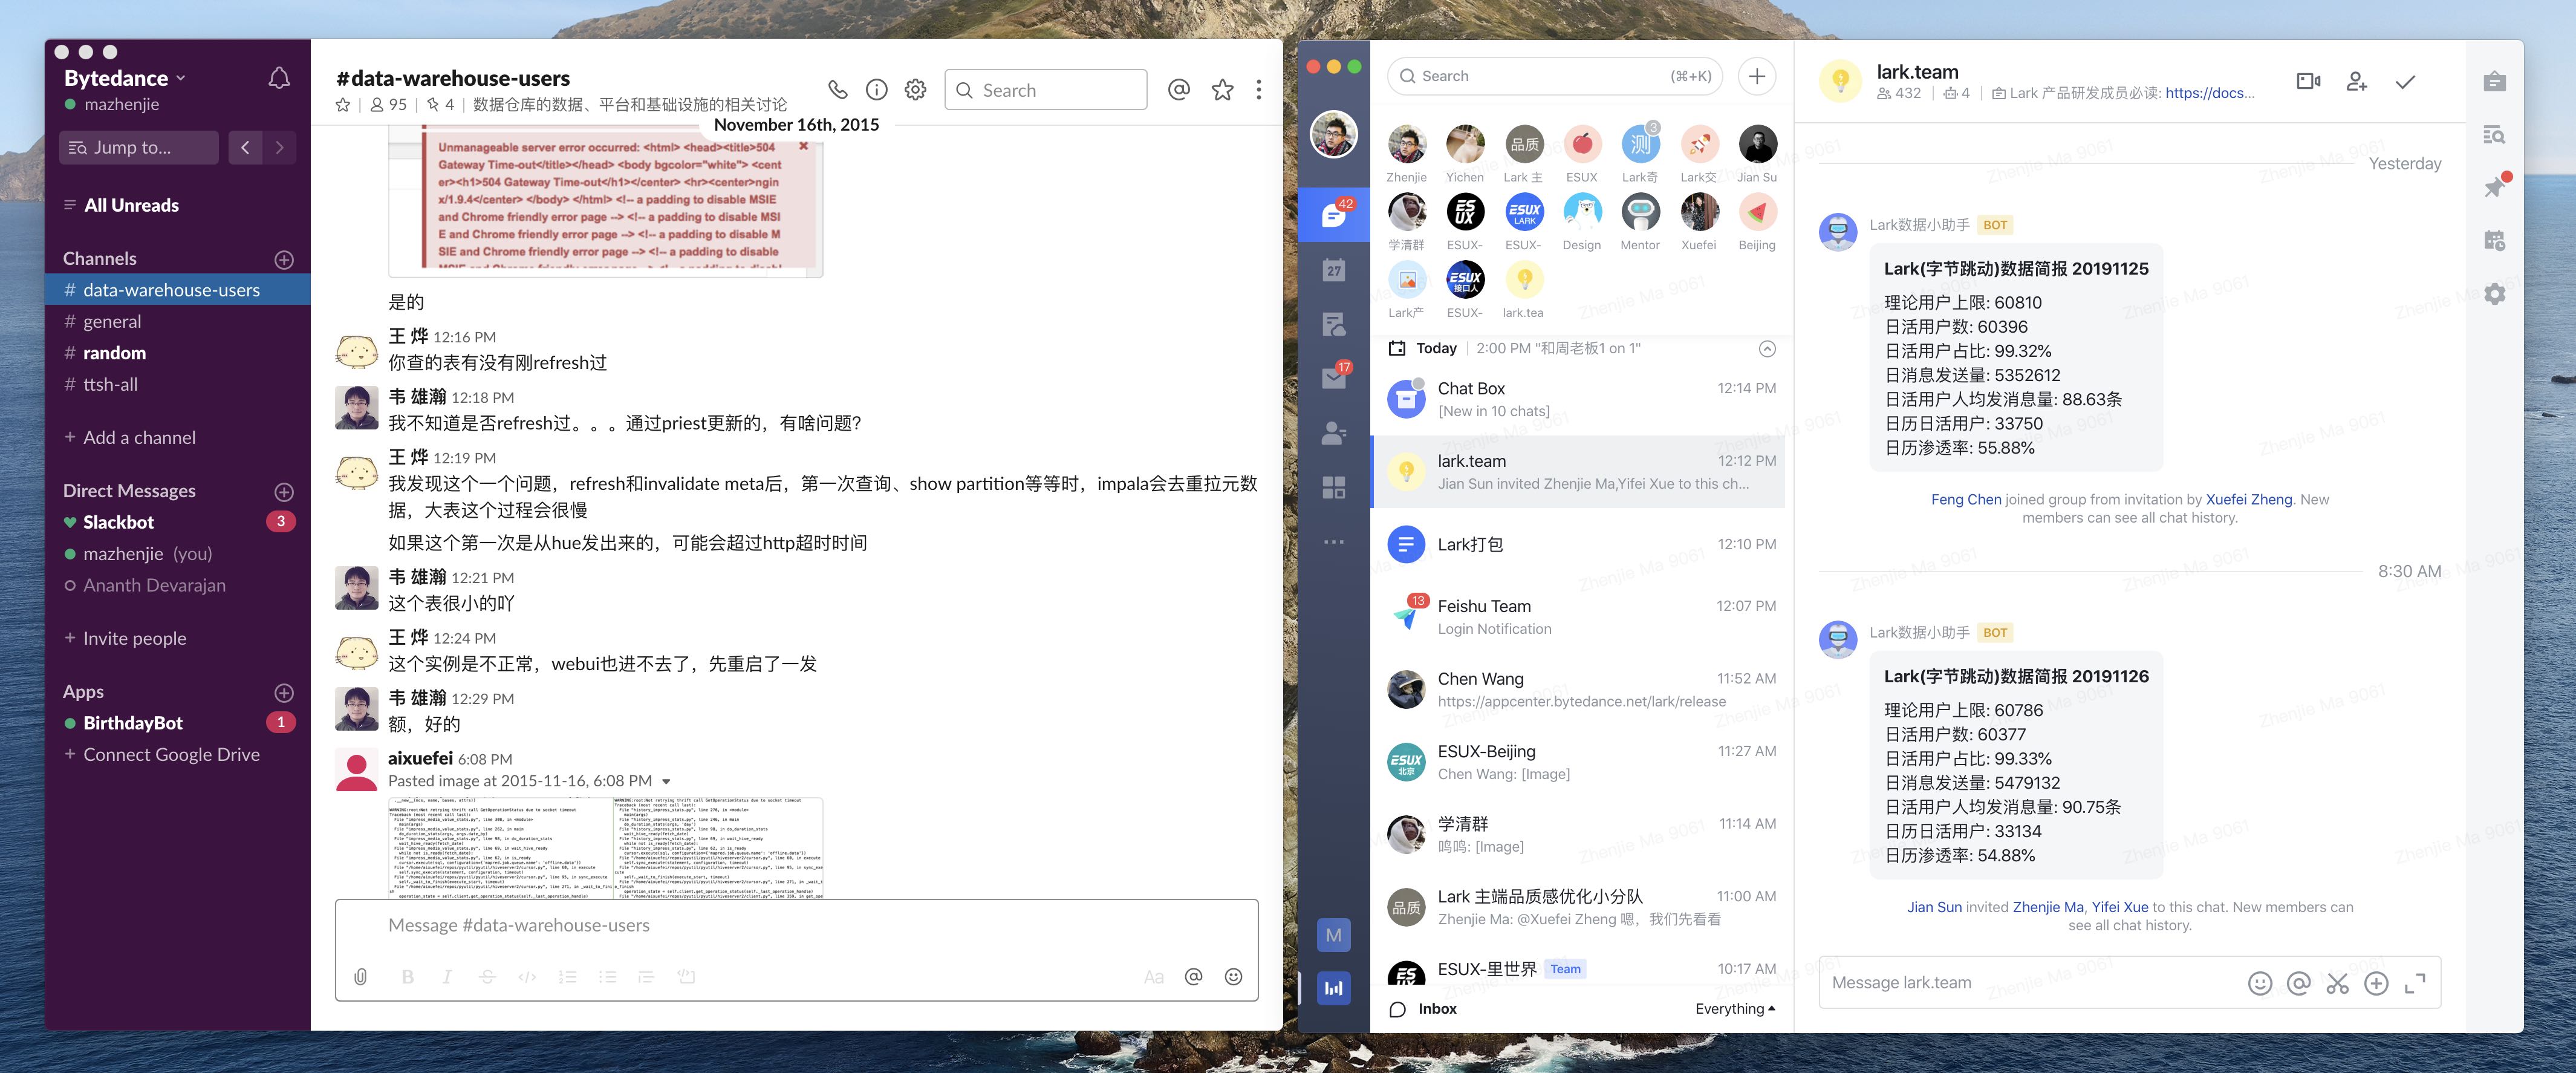 Bytedance
mazhenjie
Jump to...
All Unreads
Channels
# data-warehouse-users
# general
# random
# ttsh-all
+ Add a channel
Direct Messages
Slackbot 3
mazhenjie (you)
Ananth Devarajan
+ Invite people
Apps
BirthdayBot 1
+ Connect Google Drive
#data-warehouse-users
95 | 4 | 数据仓库的数据、平台和基础设施的相关讨论
Search
November 16th, 2015
Unmanageable server error occurred: <html> <head><title>504
Gateway Time-out</title></head> <body bgcolor="white"> <cent
er><h1>504 Gateway Time-out</h1></center> <hr><center>ngin
x/1.9.4</center> </body> </html> <!-- a padding to disable MSIE
and Chrome friendly error page --> <!-- a padding to disable MSI
E and Chrome friendly error page --> <!-- a padding to disable M
SIE and Chrome friendly error page --> <!-- a padding to disable
是的
王 烨 12:16 PM
你查的表有没有刚refresh过
韦 雄瀚 12:18 PM
我不知道是否refresh过。。。通过priest更新的，有啥问题?
王 烨 12:19 PM
我发现这个一个问题，refresh和invalidate meta后，第一次查询、show partition等等时，impala会去重拉元数
据，大表这个过程会很慢
如果这个第一次是从hue发出来的，可能会超过http超时时间
韦 雄瀚 12:21 PM
这个表很小的吖
王 烨 12:24 PM
这个实例是不正常，webui也进不去了，先重启了一发
韦 雄瀚 12:29 PM
额，好的
aixuefei 6:08 PM
Pasted image at 2015-11-16, 6:08 PM
Message #data-warehouse-users
Aa
42
27
17
M
Search (⌘+K)
Zhenjie Yichen Lark 主 ESUX Lark奇 Lark交 Jian Su
品质
测
3
学清群 ESUX- ESUX- Design Mentor Xuefei Beijing
ES
UX
ESUX
LARK
Lark产 ESUX- lark.tea
ESUX
接口人
Today | 2:00 PM "和周老板1 on 1"
Chat Box 12:14 PM
[New in 10 chats]
lark.team 12:12 PM
Jian Sun invited Zhenjie Ma,Yifei Xue to this ch...
Lark打包 12:10 PM
13
Feishu Team 12:07 PM
Login Notification
Chen Wang 11:52 AM
https://appcenter.bytedance.net/lark/release
ESUX
北京
ESUX-Beijing 11:27 AM
Chen Wang: [Image]
学清群 11:14 AM
呜呜: [Image]
品质
Lark 主端品质感优化小分队 11:00 AM
Zhenjie Ma: @Xuefei Zheng 嗯，我们先看看
ES
ESUX-里世界 Team 10:17 AM
Inbox Everything
lark.team
432 | 4 | Lark 产品研发成员必读: https://docs...
Yesterday
Lark数据小助手 BOT
Lark(字节跳动)数据简报 20191125
理论用户上限: 60810
日活用户数: 60396
日活用户占比: 99.32%
日消息发送量: 5352612
日活用户人均发消息量: 88.63条
日历日活用户: 33750
日历渗透率: 55.88%
Feng Chen joined group from invitation by Xuefei Zheng. New
members can see all chat history.
8:30 AM
Lark数据小助手 BOT
Lark(字节跳动)数据简报 20191126
理论用户上限: 60786
日活用户数: 60377
日活用户占比: 99.33%
日消息发送量: 5479132
日活用户人均发消息量: 90.75条
日历日活用户: 33134
日历渗透率: 54.88%
Jian Sun invited Zhenjie Ma, Yifei Xue to this chat. New members can
see all chat history.
Message lark.team
Zhenjie Ma 9061